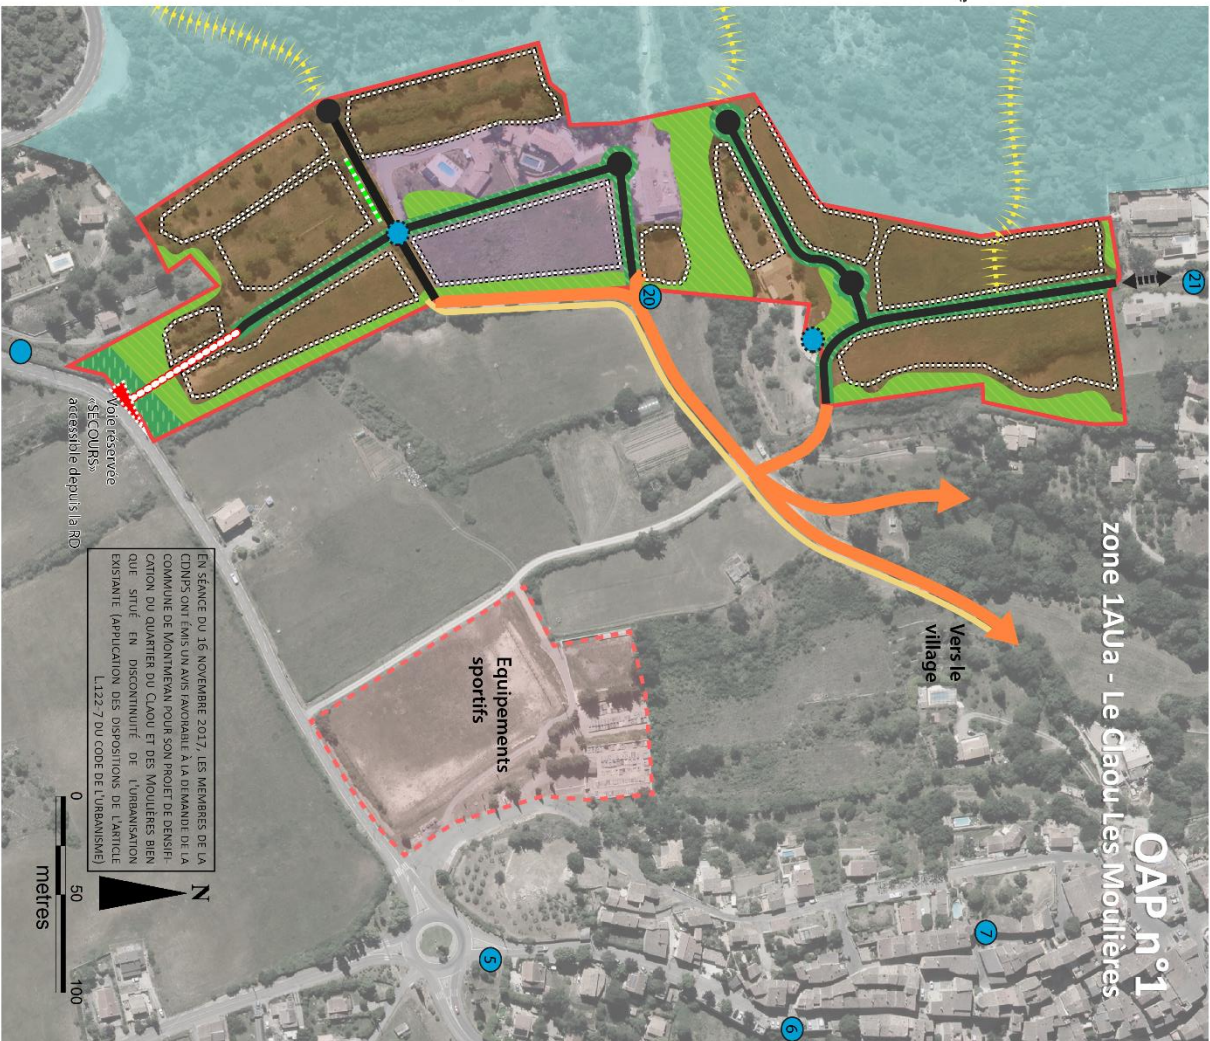 OAP n°1
zone 1AUa - Le Claou Les Moulières
Vers le
village
Equipements
sportifs
Voie réservée
«SECOURS»
accessible depuis la RD
EN SÉANCE DU 16 NOVEMBRE 2017, LES MEMBRES DE LA
CDNPS ONT ÉMIS UN AVIS FAVORABLE À LA DEMANDE DE LA
COMMUNE DE MONTMEYAN POUR SON PROJET DE DENSIFI-
CATION DU QUARTIER DU CLAOU ET DES MOULIÈRES BIEN
QUE SITUÉ EN DISCONTINUITÉ DE L'URBANISATION
EXISTANTE (APPLICATION DES DISPOSITIONS DE L'ARTICLE
L.122-7 DU CODE DE L'URBANISME)
N
0 50 100
metres
20
21
5
7
6